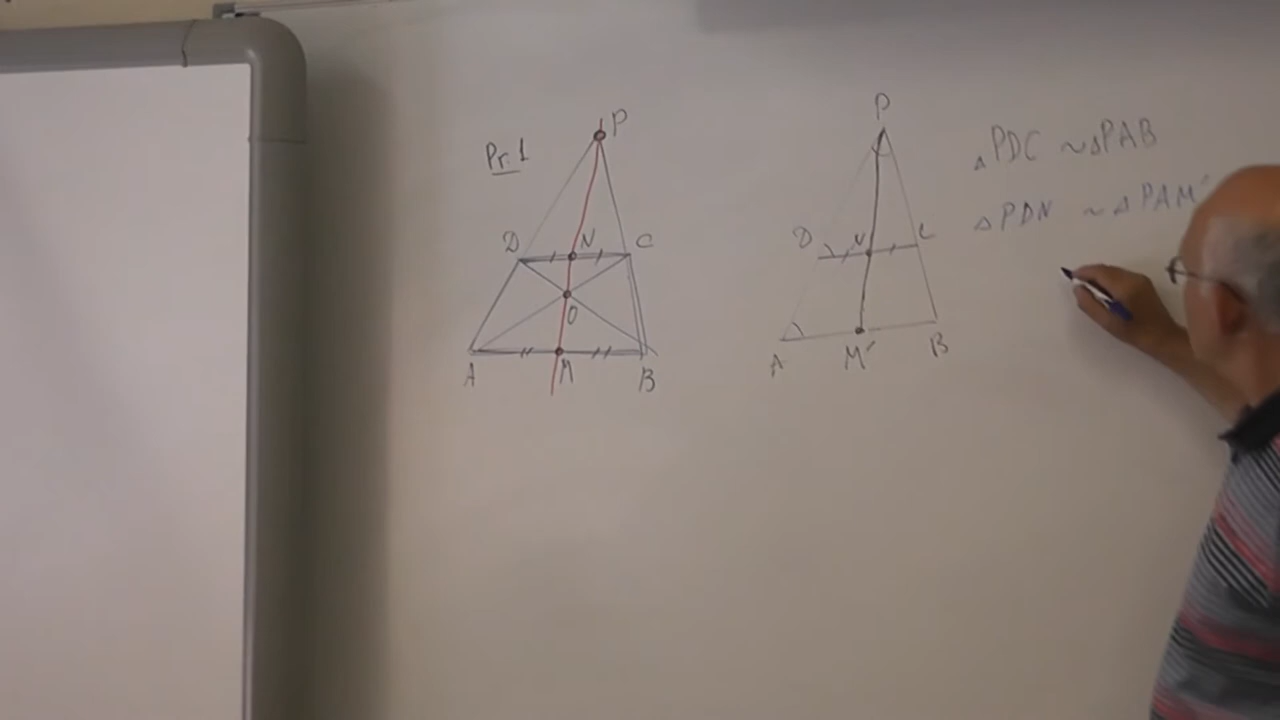 Pr. 1
P
D N C
O
A M B
P
D N C
A M' B
△PDC ~ △PAB
△PDN ~ △PAM'